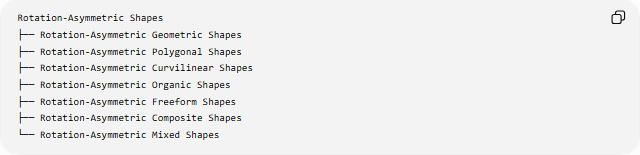 Rotation-Asymmetric Shapes
├── Rotation-Asymmetric Geometric Shapes
├── Rotation-Asymmetric Polygonal Shapes
├── Rotation-Asymmetric Curvilinear Shapes
├── Rotation-Asymmetric Organic Shapes
├── Rotation-Asymmetric Freeform Shapes
├── Rotation-Asymmetric Composite Shapes
└── Rotation-Asymmetric Mixed Shapes